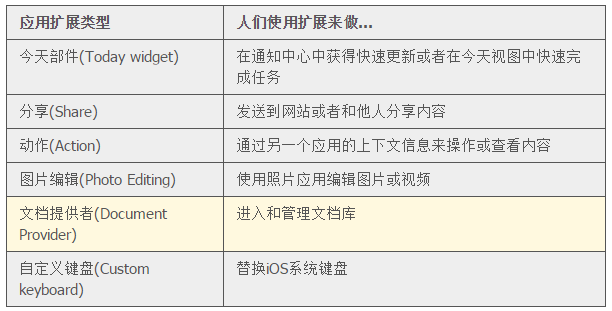 应用扩展类型 人们使用扩展来做...
今天部件(Today widget) 在通知中心中获得快速更新或者在今天视图中快速完
成任务
分享(Share) 发送到网站或者和他人分享内容
动作(Action) 通过另一个应用的上下文信息来操作或查看内容
图片编辑(Photo Editing) 使用照片应用编辑图片或视频
文档提供者(Document 进入和管理文档库
Provider)
自定义键盘(Custom 替换iOS系统键盘
keyboard)